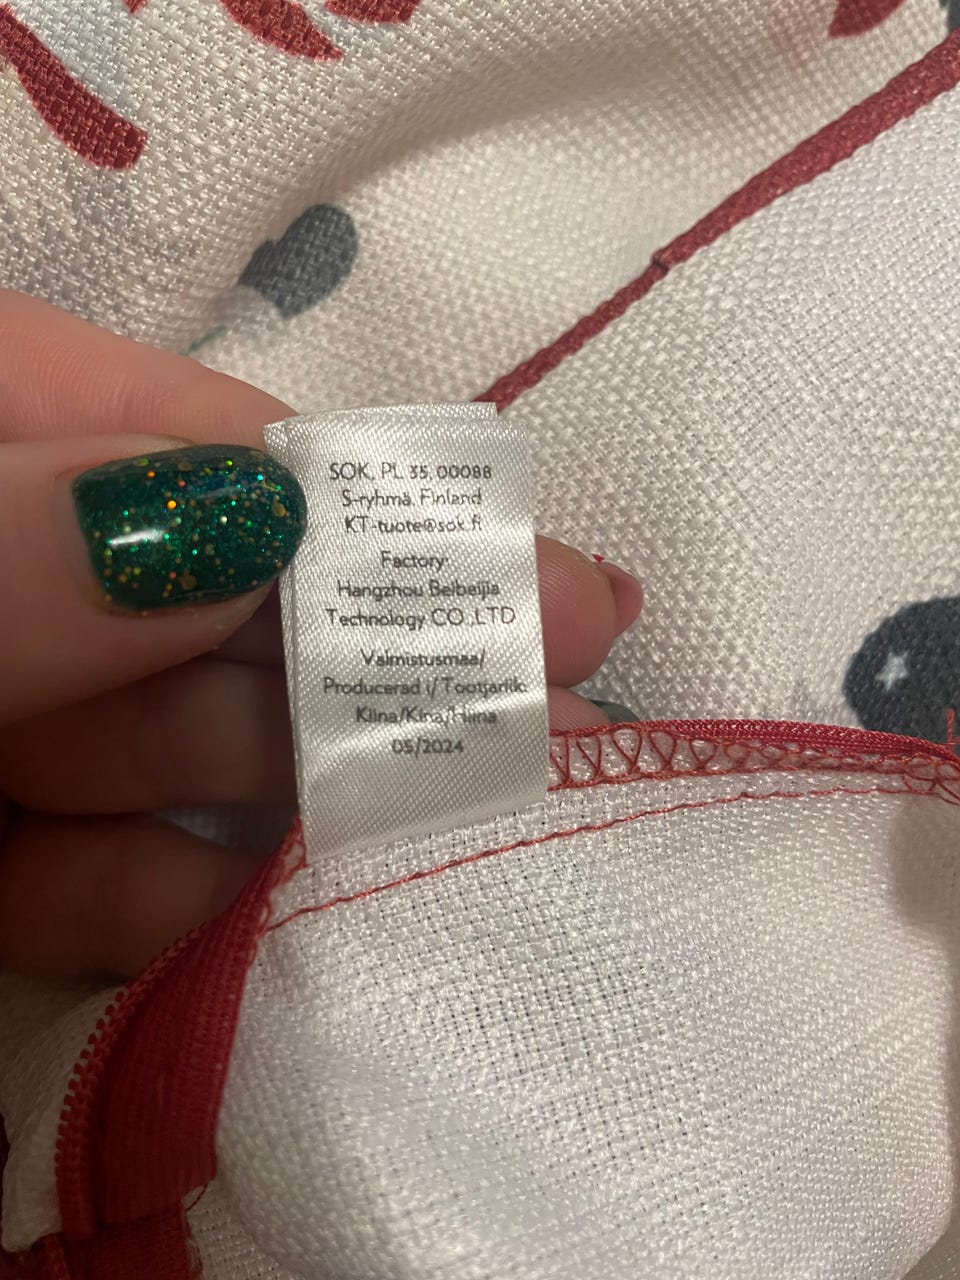 SOK, PL 35, 00088
S-ryhmä, Finland
KT-tuote@sok.fi
Factory:
Hangzhou Beibeijia
Technology CO.,LTD
Valmistusmaa/
Producerad i/Tootjariik:
Kiina/Kina/Hiina
05/2024